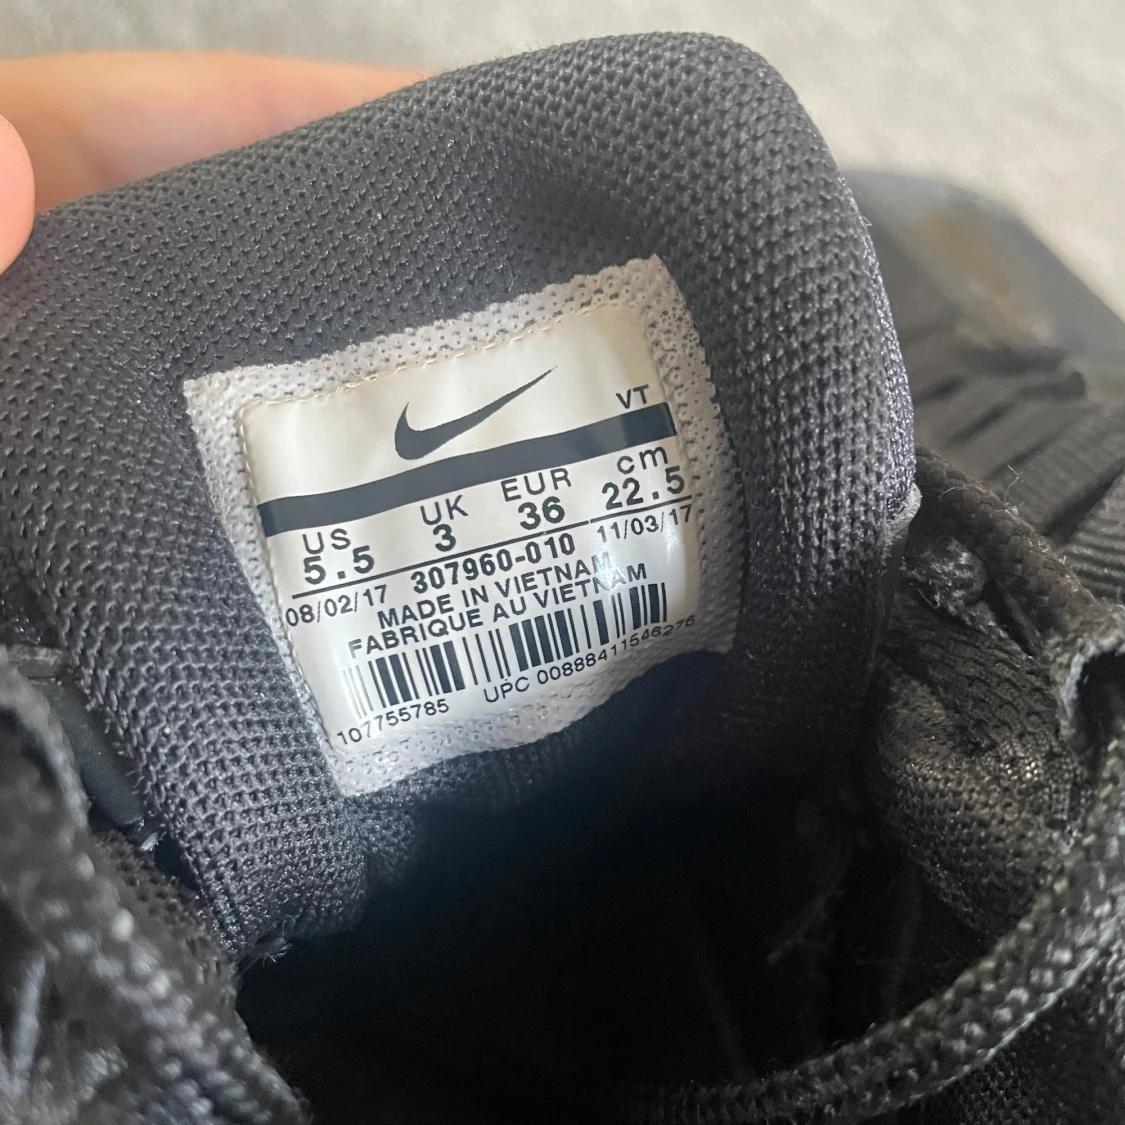 VT
US UK EUR cm
5.5 3 36 22.5
08/02/17 307960-010 11/03/17
MADE IN VIETNAM
FABRIQUE AU VIETNAM
107755785 UPC 00888411546276